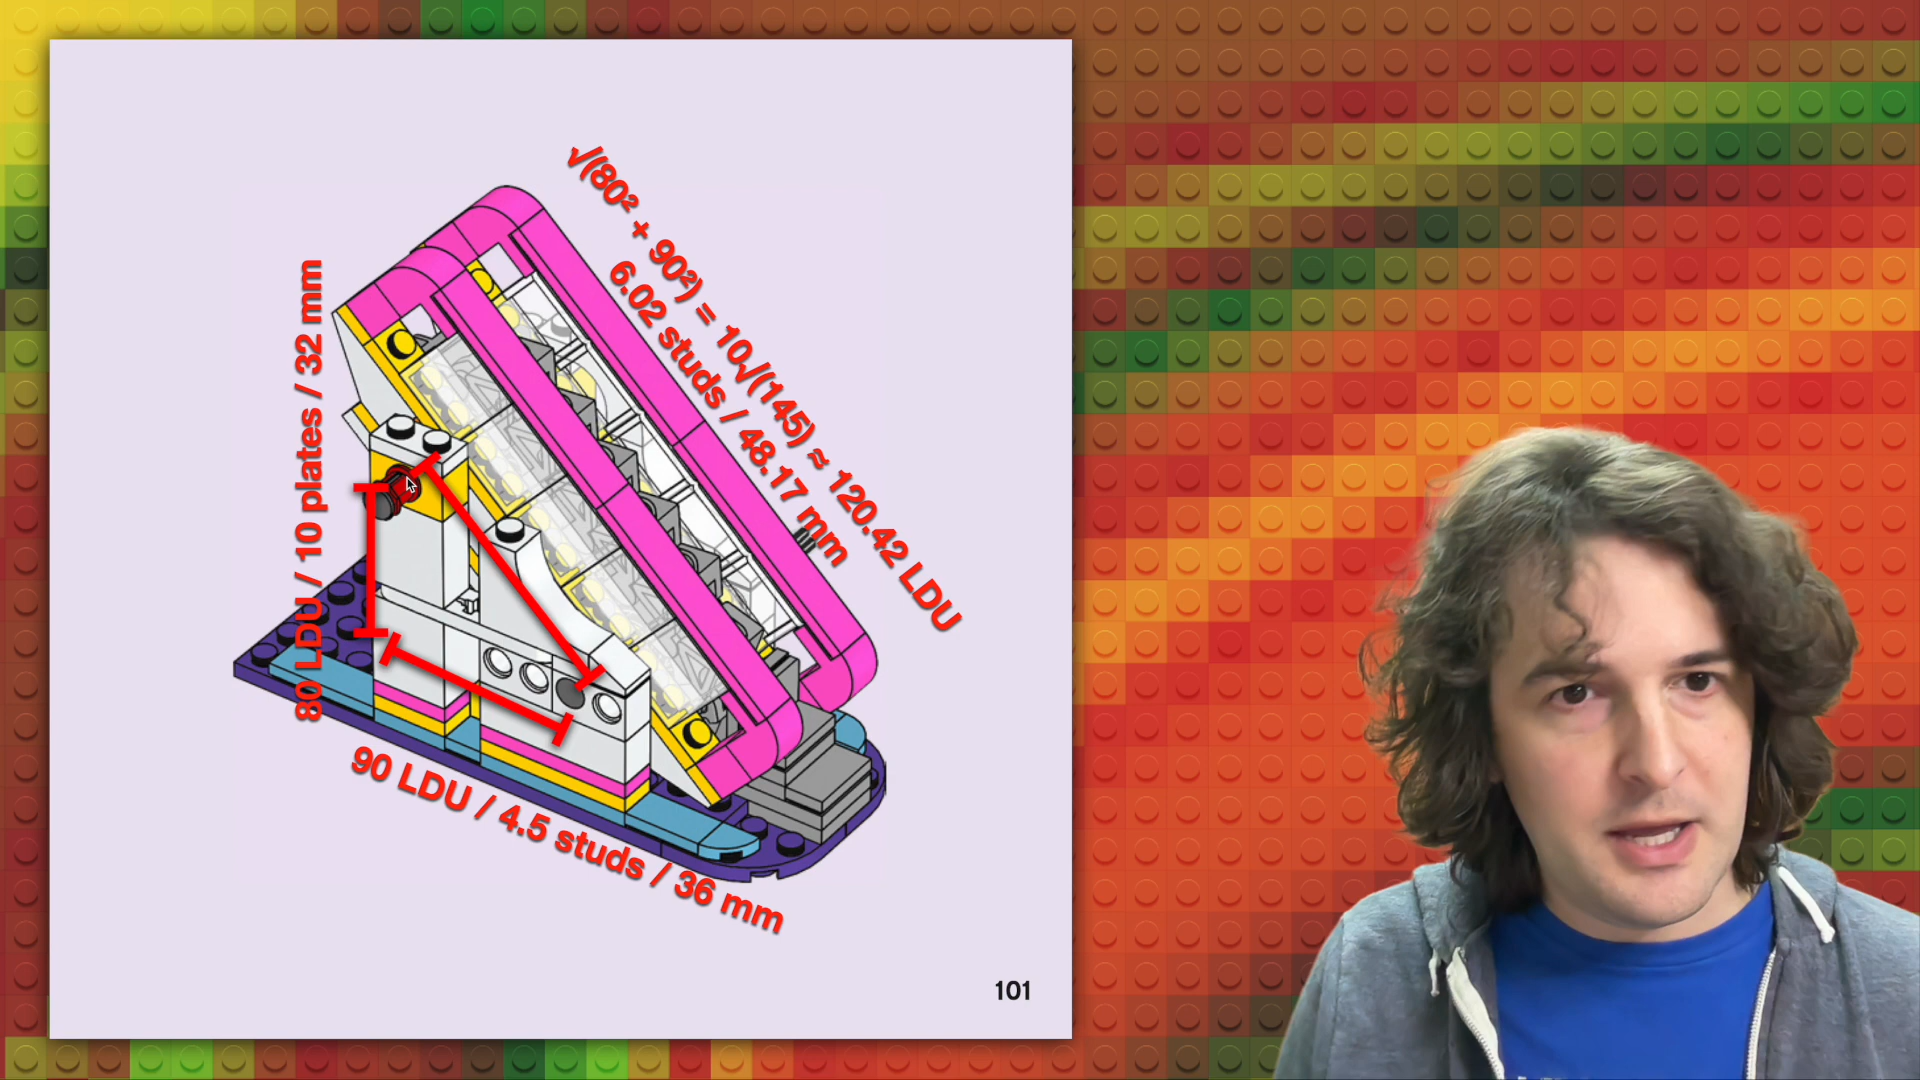 √(80² + 90²) = 10√(145) ≈ 120.42 LDU
6.02 studs / 48.17 mm
80 LDU / 10 plates / 32 mm
90 LDU / 4.5 studs / 36 mm
101